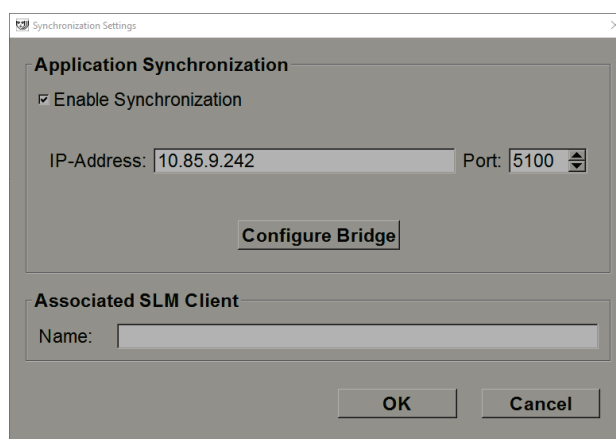 Synchronization Settings
Application Synchronization
Enable Synchronization
IP-Address: 10.85.9.242 Port: 5100
Configure Bridge
Associated SLM Client
Name:
OK Cancel